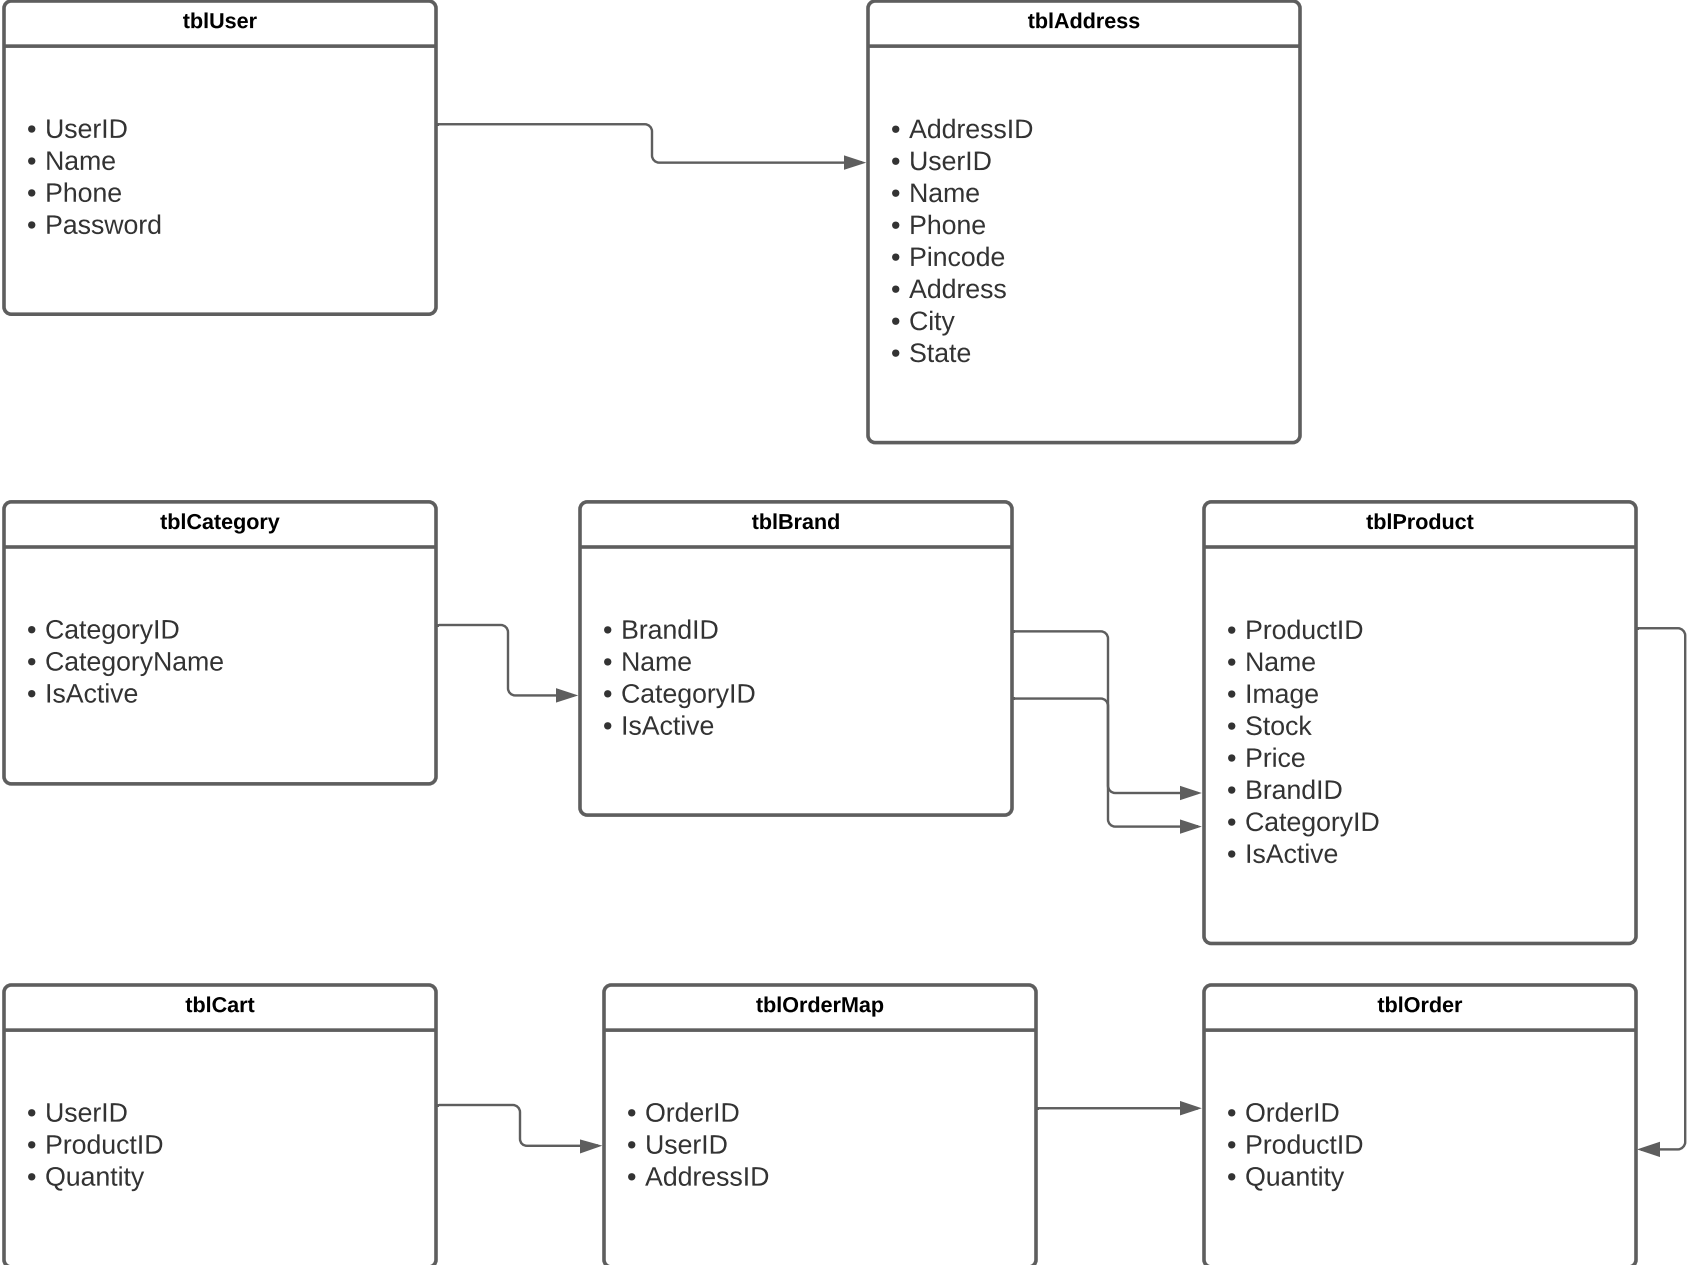 tblUser
• UserID
• Name
• Phone
• Password
tblAddress
• AddressID
• UserID
• Name
• Phone
• Pincode
• Address
• City
• State
tblCategory
• CategoryID
• CategoryName
• IsActive
tblBrand
• BrandID
• Name
• CategoryID
• IsActive
tblProduct
• ProductID
• Name
• Image
• Stock
• Price
• BrandID
• CategoryID
• IsActive
tblCart
• UserID
• ProductID
• Quantity
tblOrderMap
• OrderID
• UserID
• AddressID
tblOrder
• OrderID
• ProductID
• Quantity